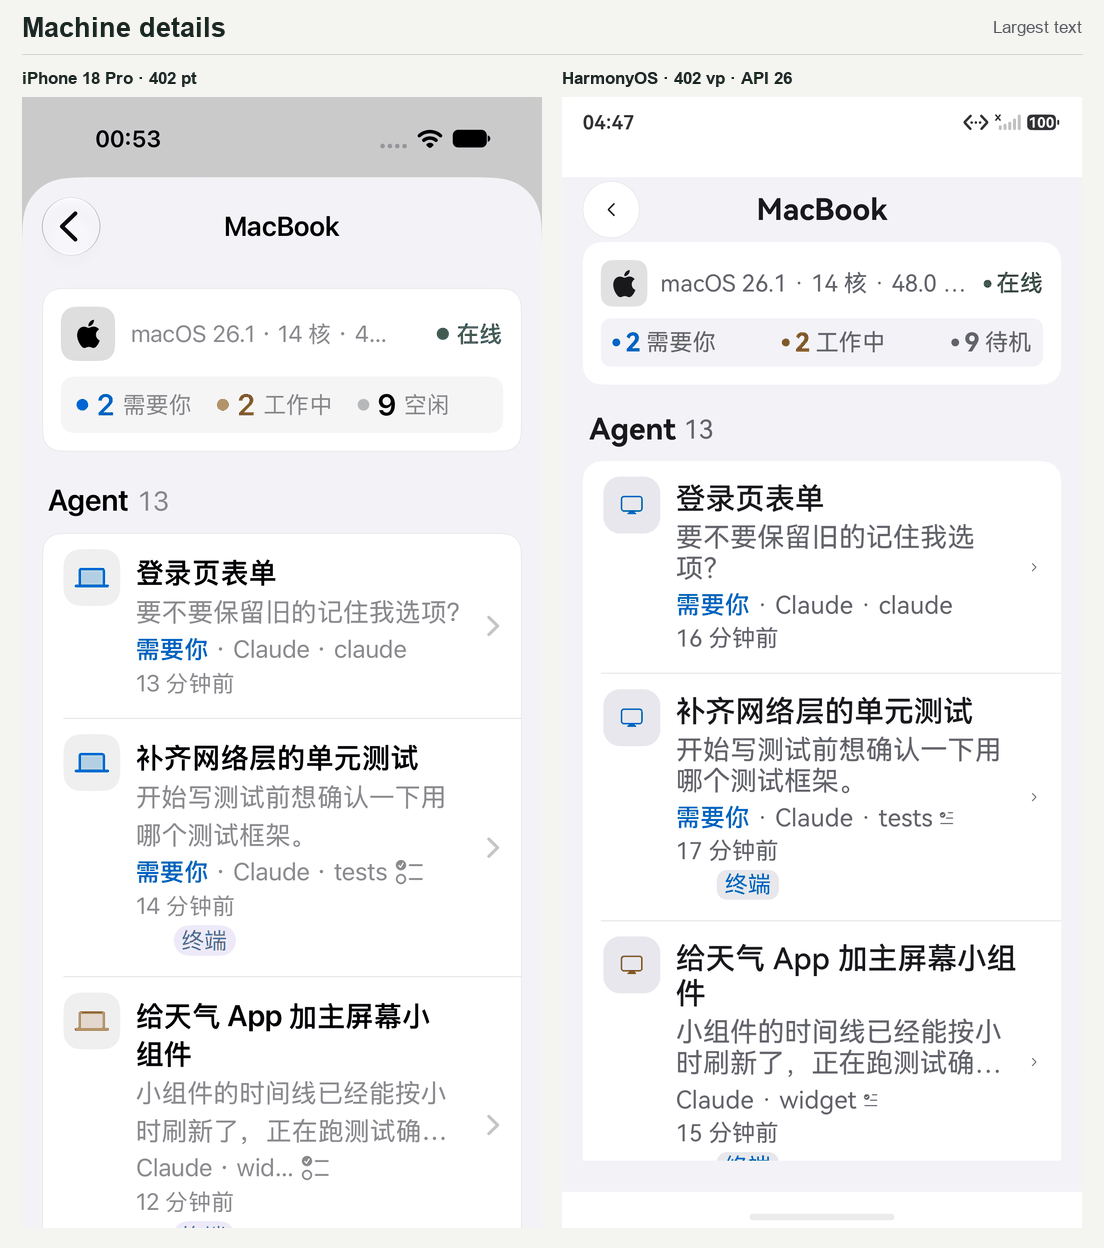 Machine details
Largest text
iPhone 18 Pro · 402 pt
00:53
MacBook
macOS 26.1 · 14 核 · 4...
在线
2 需要你 2 工作中 9 空闲
Agent 13
登录页表单
要不要保留旧的记住我选项?
需要你 · Claude · claude
13 分钟前
补齐网络层的单元测试
开始写测试前想确认一下用
哪个测试框架。
需要你 · Claude · tests
14 分钟前
终端
给天气 App 加主屏幕小
组件
小组件的时间线已经能按小
时刷新了，正在跑测试确...
Claude · wid...
12 分钟前
HarmonyOS · 402 vp · API 26
04:47
100
MacBook
macOS 26.1 · 14 核 · 48.0 ...
在线
2 需要你 2 工作中 9 待机
Agent 13
登录页表单
要不要保留旧的记住我选
项?
需要你 · Claude · claude
16 分钟前
补齐网络层的单元测试
开始写测试前想确认一下用
哪个测试框架。
需要你 · Claude · tests
17 分钟前
终端
给天气 App 加主屏幕小组
件
小组件的时间线已经能按小
时刷新了，正在跑测试确...
Claude · widget
15 分钟前